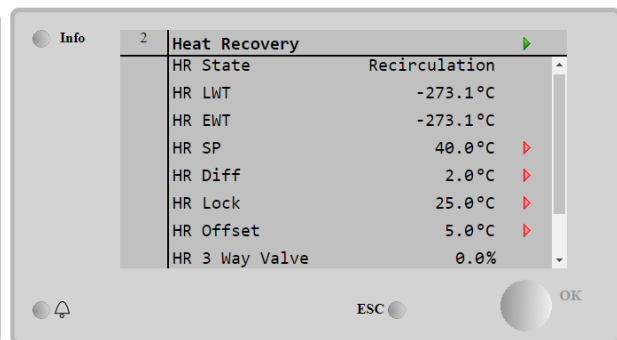 Info
2 Heat Recovery
HR State Recirculation
HR LWT -273.1°C
HR EWT -273.1°C
HR SP 40.0°C
HR Diff 2.0°C
HR Lock 25.0°C
HR Offset 5.0°C
HR 3 Way Valve 0.0%
ESC
OK